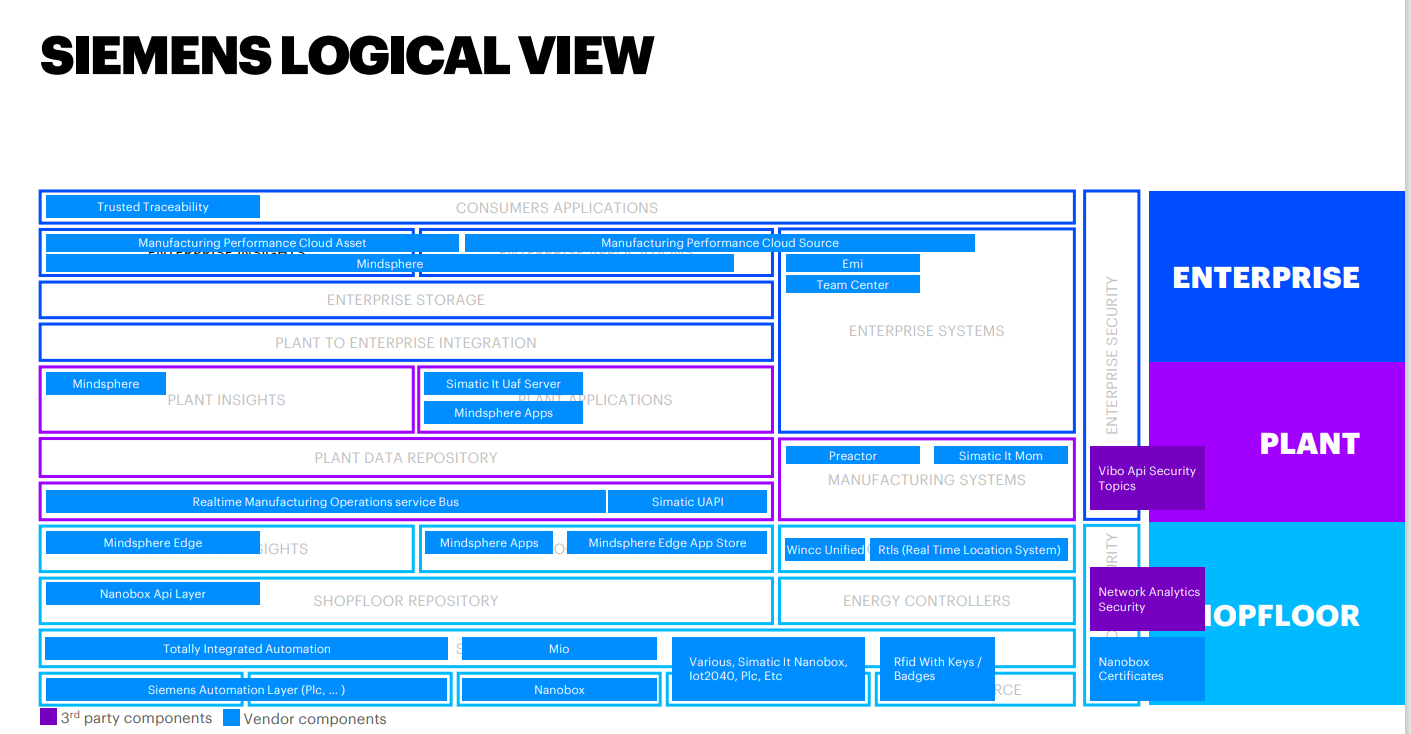 SIEMENS LOGICAL VIEW
Trusted Traceability
CONSUMERS APPLICATIONS
Manufacturing Performance Cloud Asset
Manufacturing Performance Cloud Source
Mindsphere
Emi
Team Center
ENTERPRISE STORAGE
ENTERPRISE SYSTEMS
PLANT TO ENTERPRISE INTEGRATION
ENTERPRISE SECURITY
ENTERPRISE
Mindsphere
PLANT INSIGHTS
Simatic It Uaf Server
PLANT APPLICATIONS
Mindsphere Apps
PLANT DATA REPOSITORY
Preactor
Simatic It Mom
MANUFACTURING SYSTEMS
Vibo Api Security
Topics
PLANT
Realtime Manufacturing Operations service Bus
Simatic UAPI
Mindsphere Edge
Mindsphere Apps
Mindsphere Edge App Store
Wincc Unified
Rtls (Real Time Location System)
Nanobox Api Layer
SHOPFLOOR REPOSITORY
ENERGY CONTROLLERS
Network Analytics
Security
HOPFLOOR
Totally Integrated Automation
Mio
Various, Simatic It Nanobox,
Iot2040, Plc, Etc
Rfid With Keys /
Badges
Nanobox
Certificates
Siemens Automation Layer (Plc, ... )
Nanobox
RCE
3rd party components
Vendor components